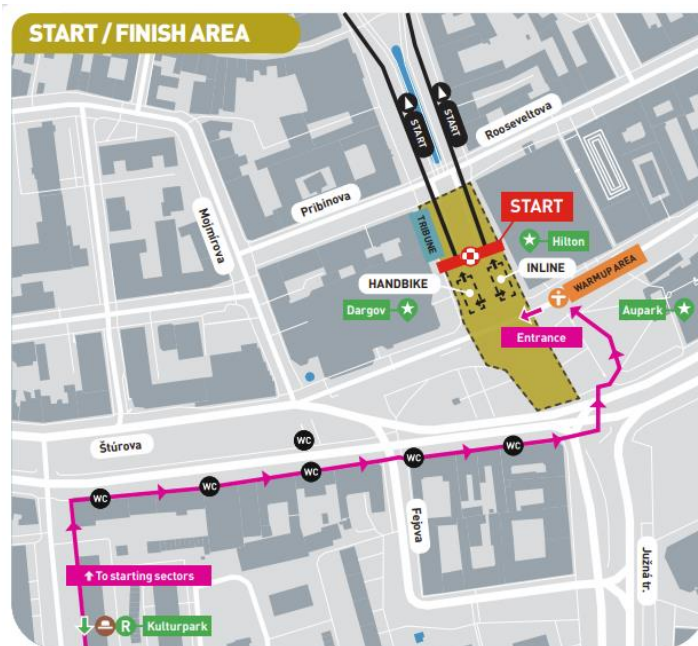 START / FINISH AREA
START
START
Rooseveltova
Pribinova
Mojmírova
TRIBUNE
START
Hilton
HANDBIKE
INLINE
WARMUP AREA
Dargov
Aupark
Entrance
Štúrova
WC
WC
WC
WC
WC
WC
Fejova
Južná tr.
To starting sectors
R
Kulturpark